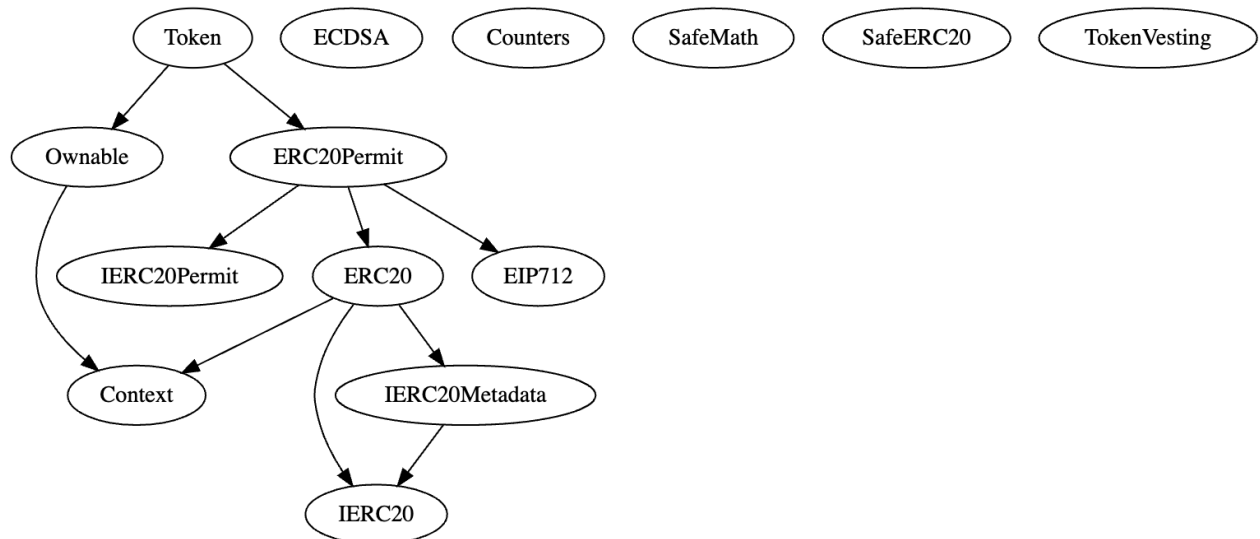 Token
ECDSA
Counters
SafeMath
SafeERC20
TokenVesting
Ownable
ERC20Permit
IERC20Permit
ERC20
EIP712
Context
IERC20Metadata
IERC20